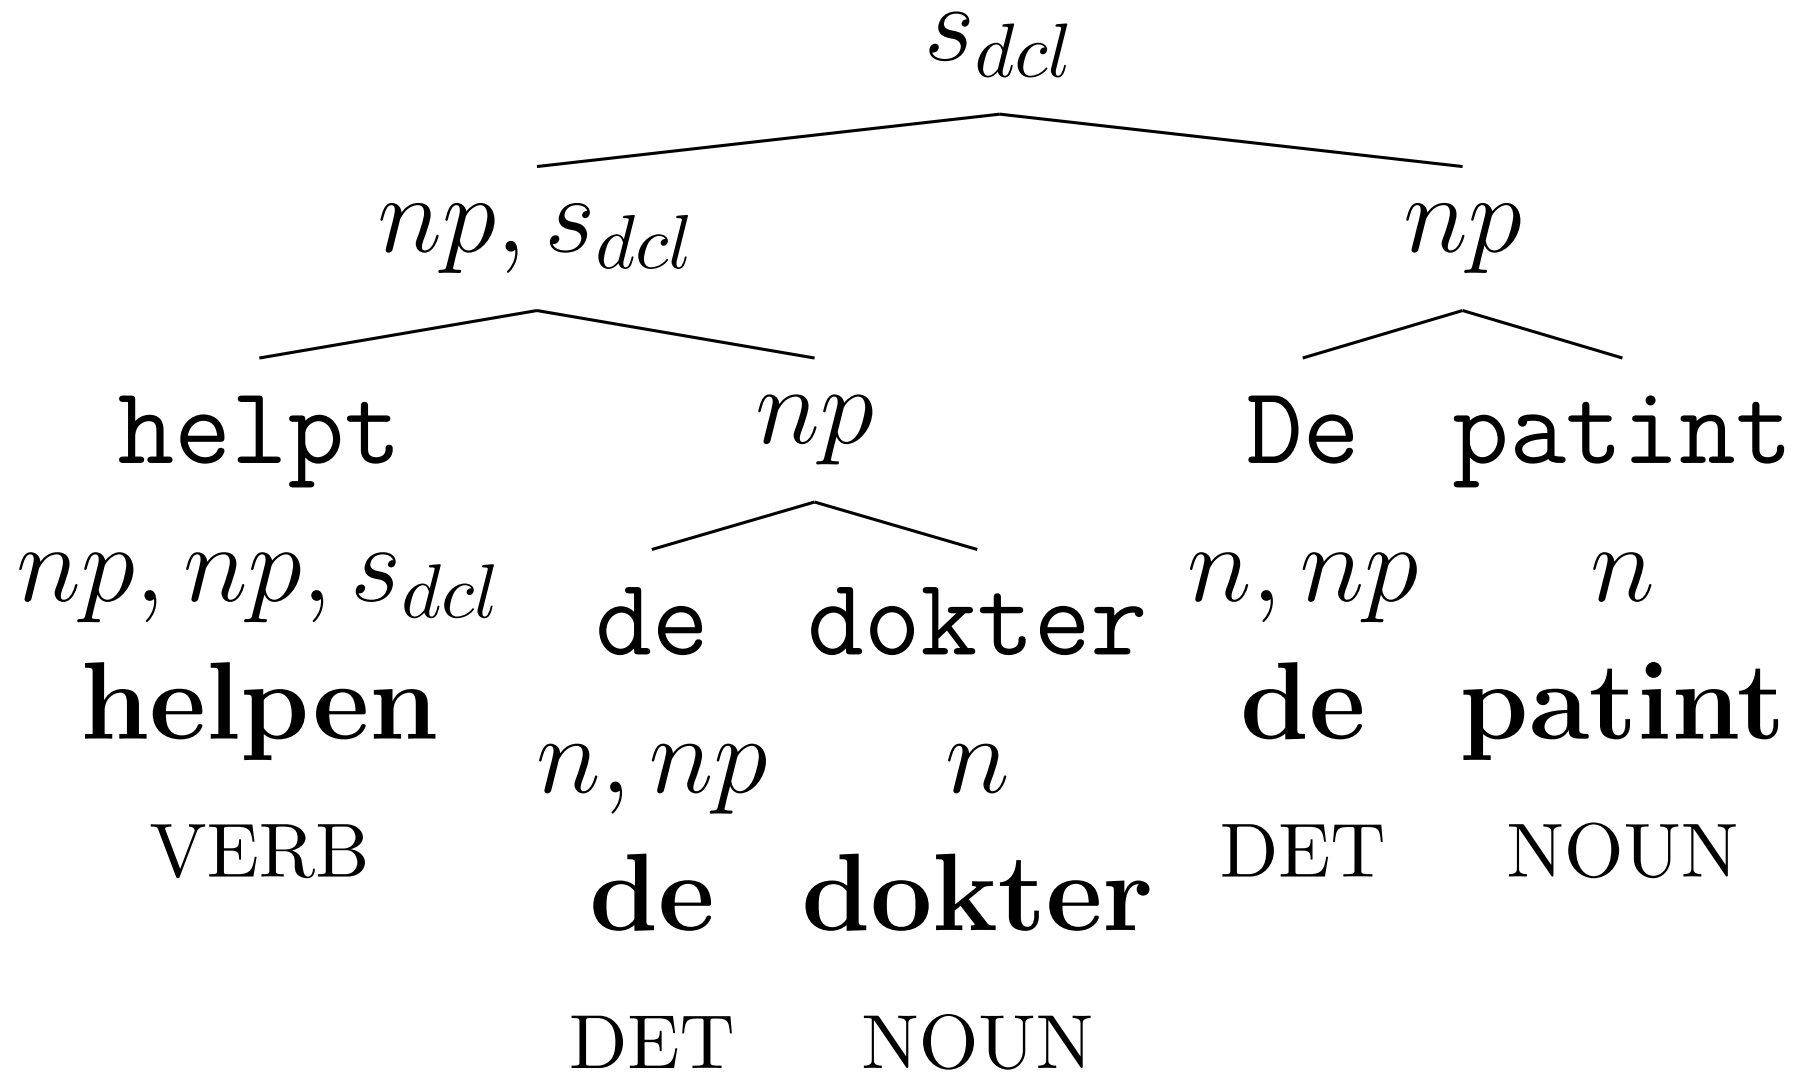 s_dcl
np, s_dcl np
helpt np De patint
np, np, s_dcl n, np n
de dokter
helpen de patint
n, np n
VERB DET NOUN
de dokter
DET NOUN